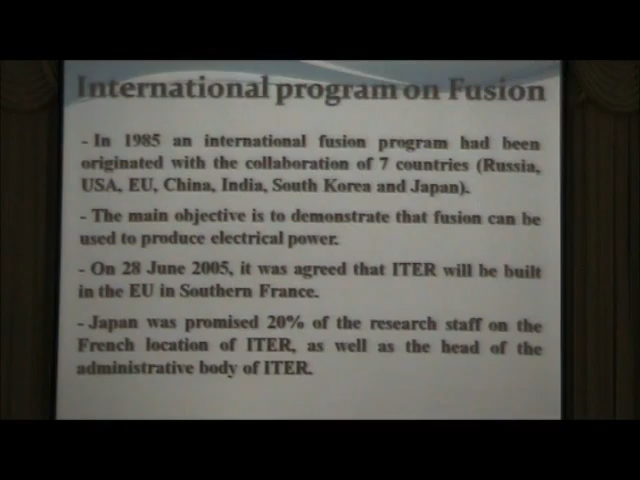 International program on Fusion
- In 1985 an international fusion program had been
originated with the collaboration of 7 countries (Russia,
USA, EU, China, India, South Korea and Japan).
- The main objective is to demonstrate that fusion can be
used to produce electrical power.
- On 28 June 2005, it was agreed that ITER will be built
in the EU in Southern France.
- Japan was promised 20% of the research staff on the
French location of ITER, as well as the head of the
administrative body of ITER.